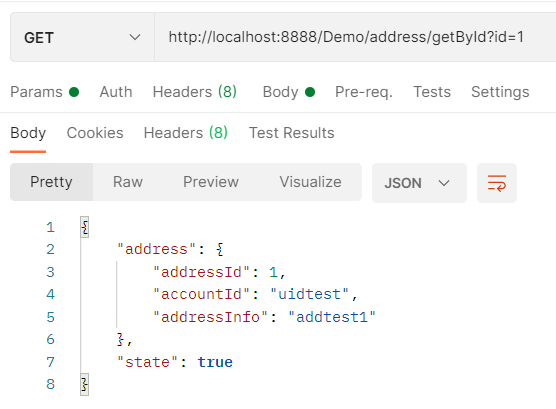 GET http://localhost:8888/Demo/address/getById?id=1
Params Auth Headers (8) Body Pre-req. Tests Settings
Body Cookies Headers (8) Test Results
Pretty Raw Preview Visualize JSON
1 {
2 "address": {
3 "addressId": 1,
4 "accountId": "uidtest",
5 "addressInfo": "addtest1"
6 },
7 "state": true
8 }